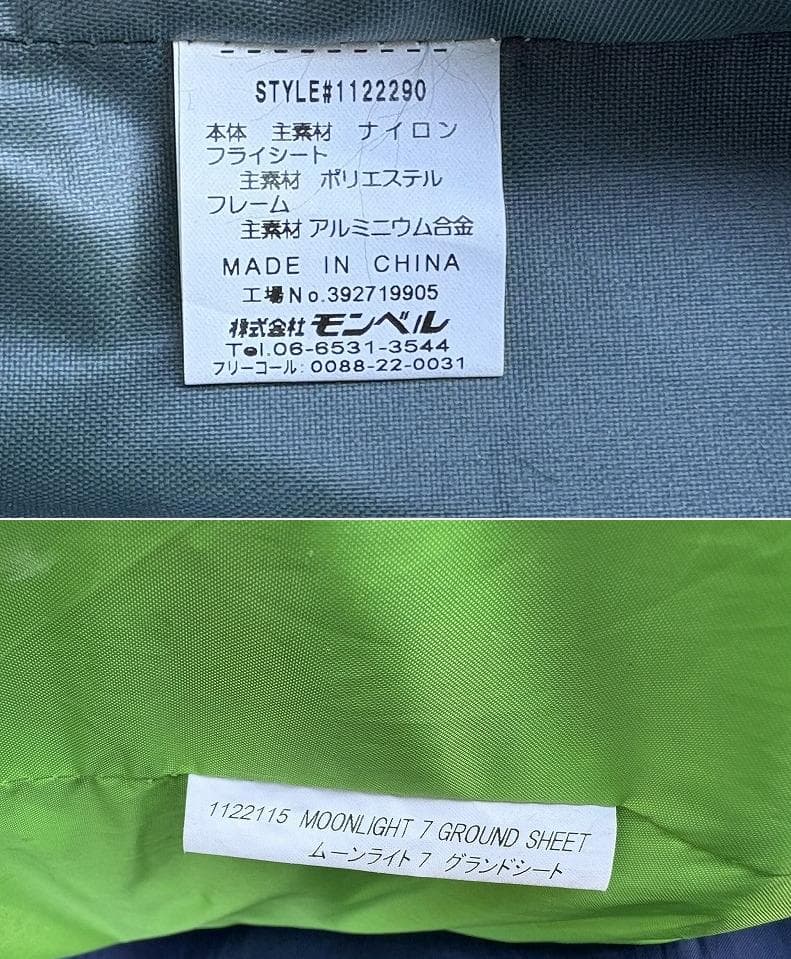 STYLE#1122290
本体 主素材 ナイロン
フライシート
主素材 ポリエステル
フレーム
主素材 アルミニウム合金
MADE IN CHINA
工場No.392719905
株式会社 モンベル
Tel.06-6531-3544
フリーコール: 0088-22-0031
1122115 MOONLIGHT 7 GROUND SHEET
ムーンライト7 グランドシート